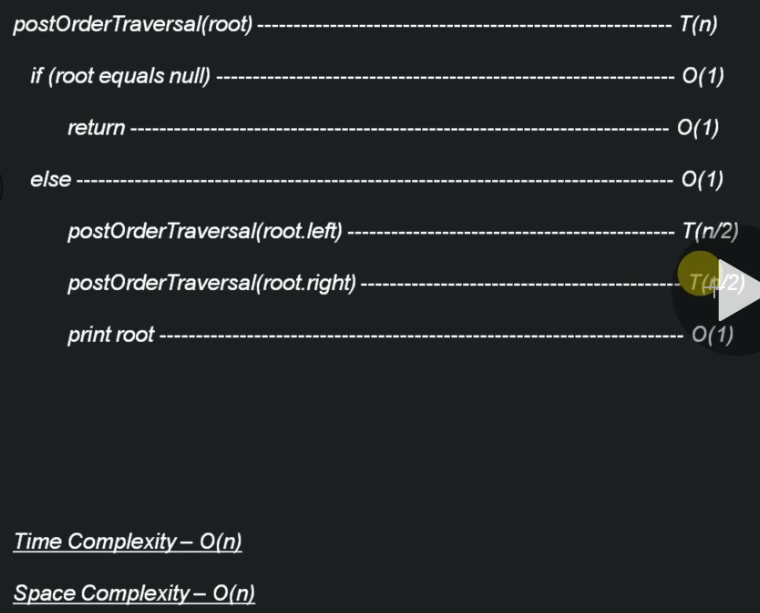 postOrderTraversal(root) ---------------------------------------------------------- T(n)
if (root equals null) ---------------------------------------------------------------- O(1)
return --------------------------------------------------------------------------- O(1)
else ----------------------------------------------------------------------------------- O(1)
postOrderTraversal(root.left) --------------------------------------------- T(n/2)
postOrderTraversal(root.right) -------------------------------------------- T(n/2)
print root ------------------------------------------------------------------------ O(1)
Time Complexity – O(n)
Space Complexity – O(n)